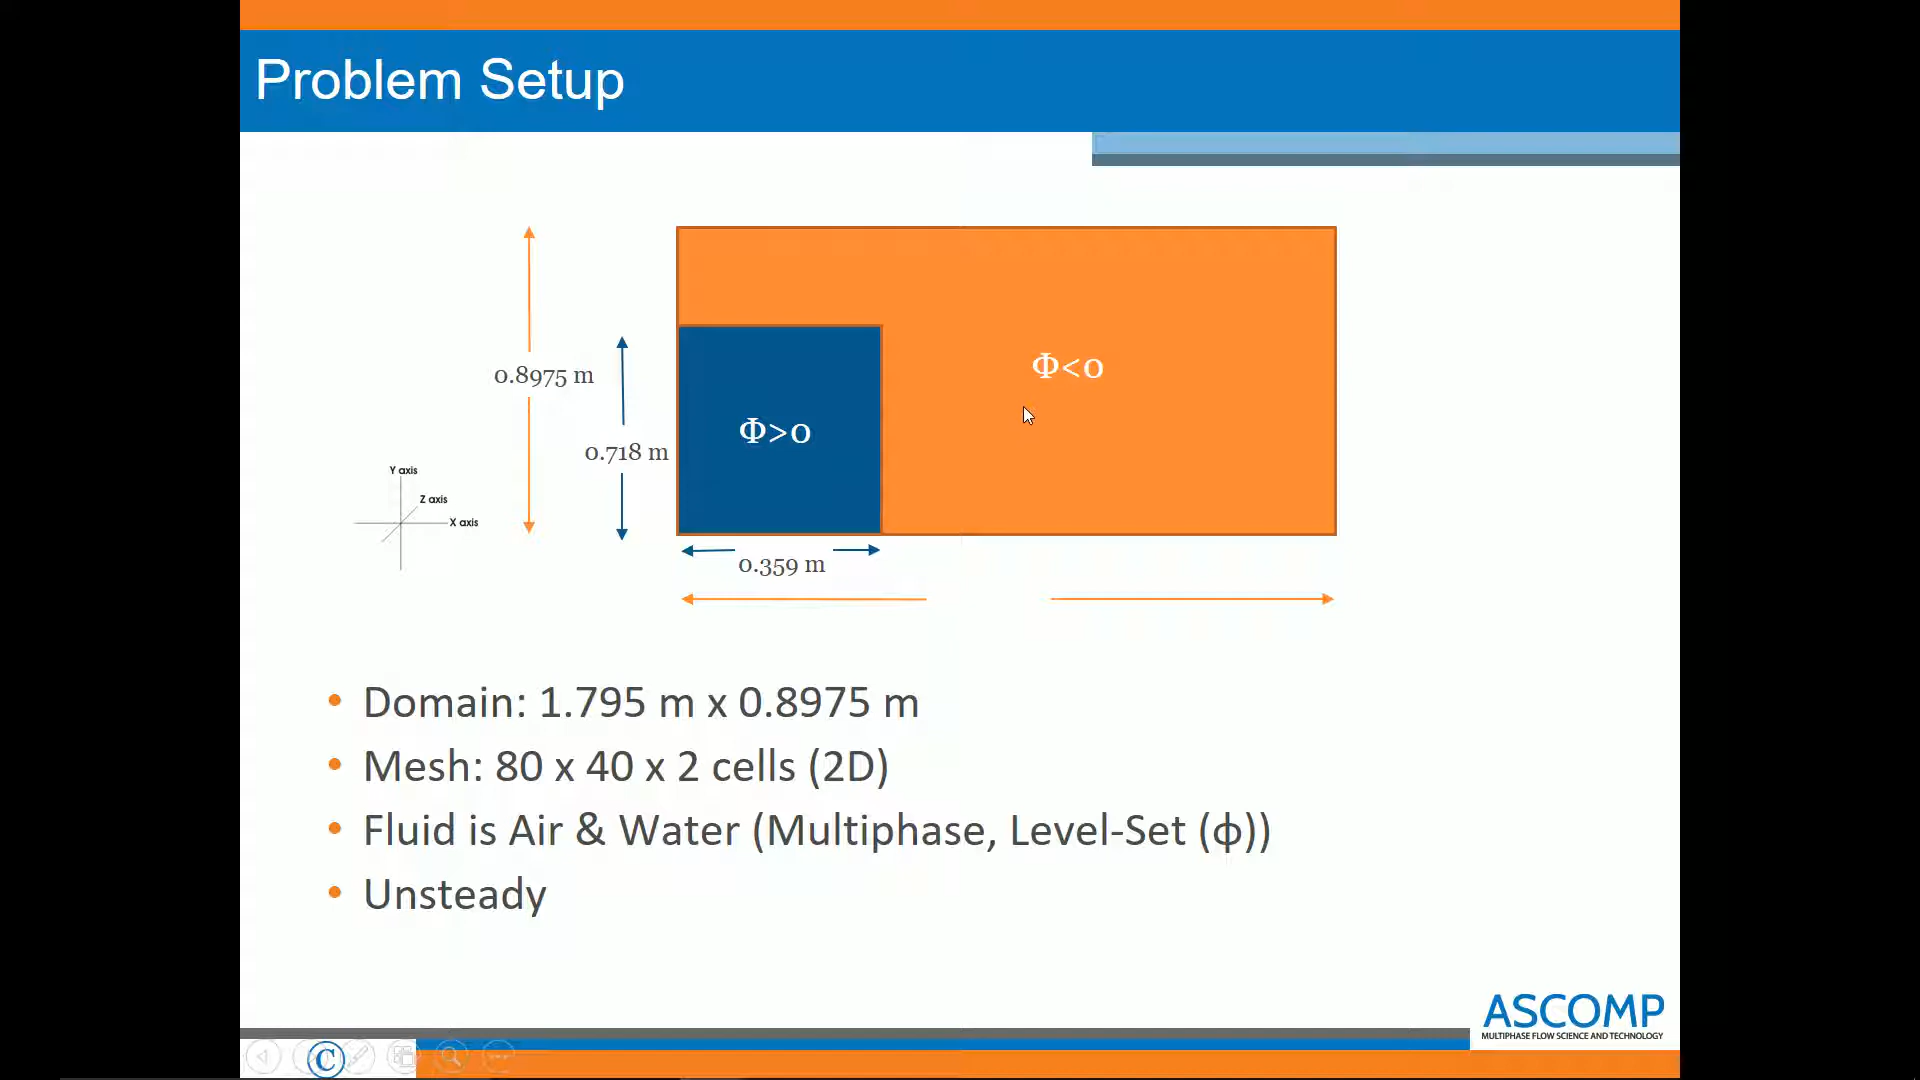 Problem Setup
Φ<0
0.8975 m
Φ>0
0.718 m
Y axis
Z axis
X axis
0.359 m
• Domain: 1.795 m x 0.8975 m
• Mesh: 80 x 40 x 2 cells (2D)
• Fluid is Air & Water (Multiphase, Level-Set (ϕ))
• Unsteady
ASCOMP
MULTIPHASE FLOW SCIENCE AND TECHNOLOGY
C